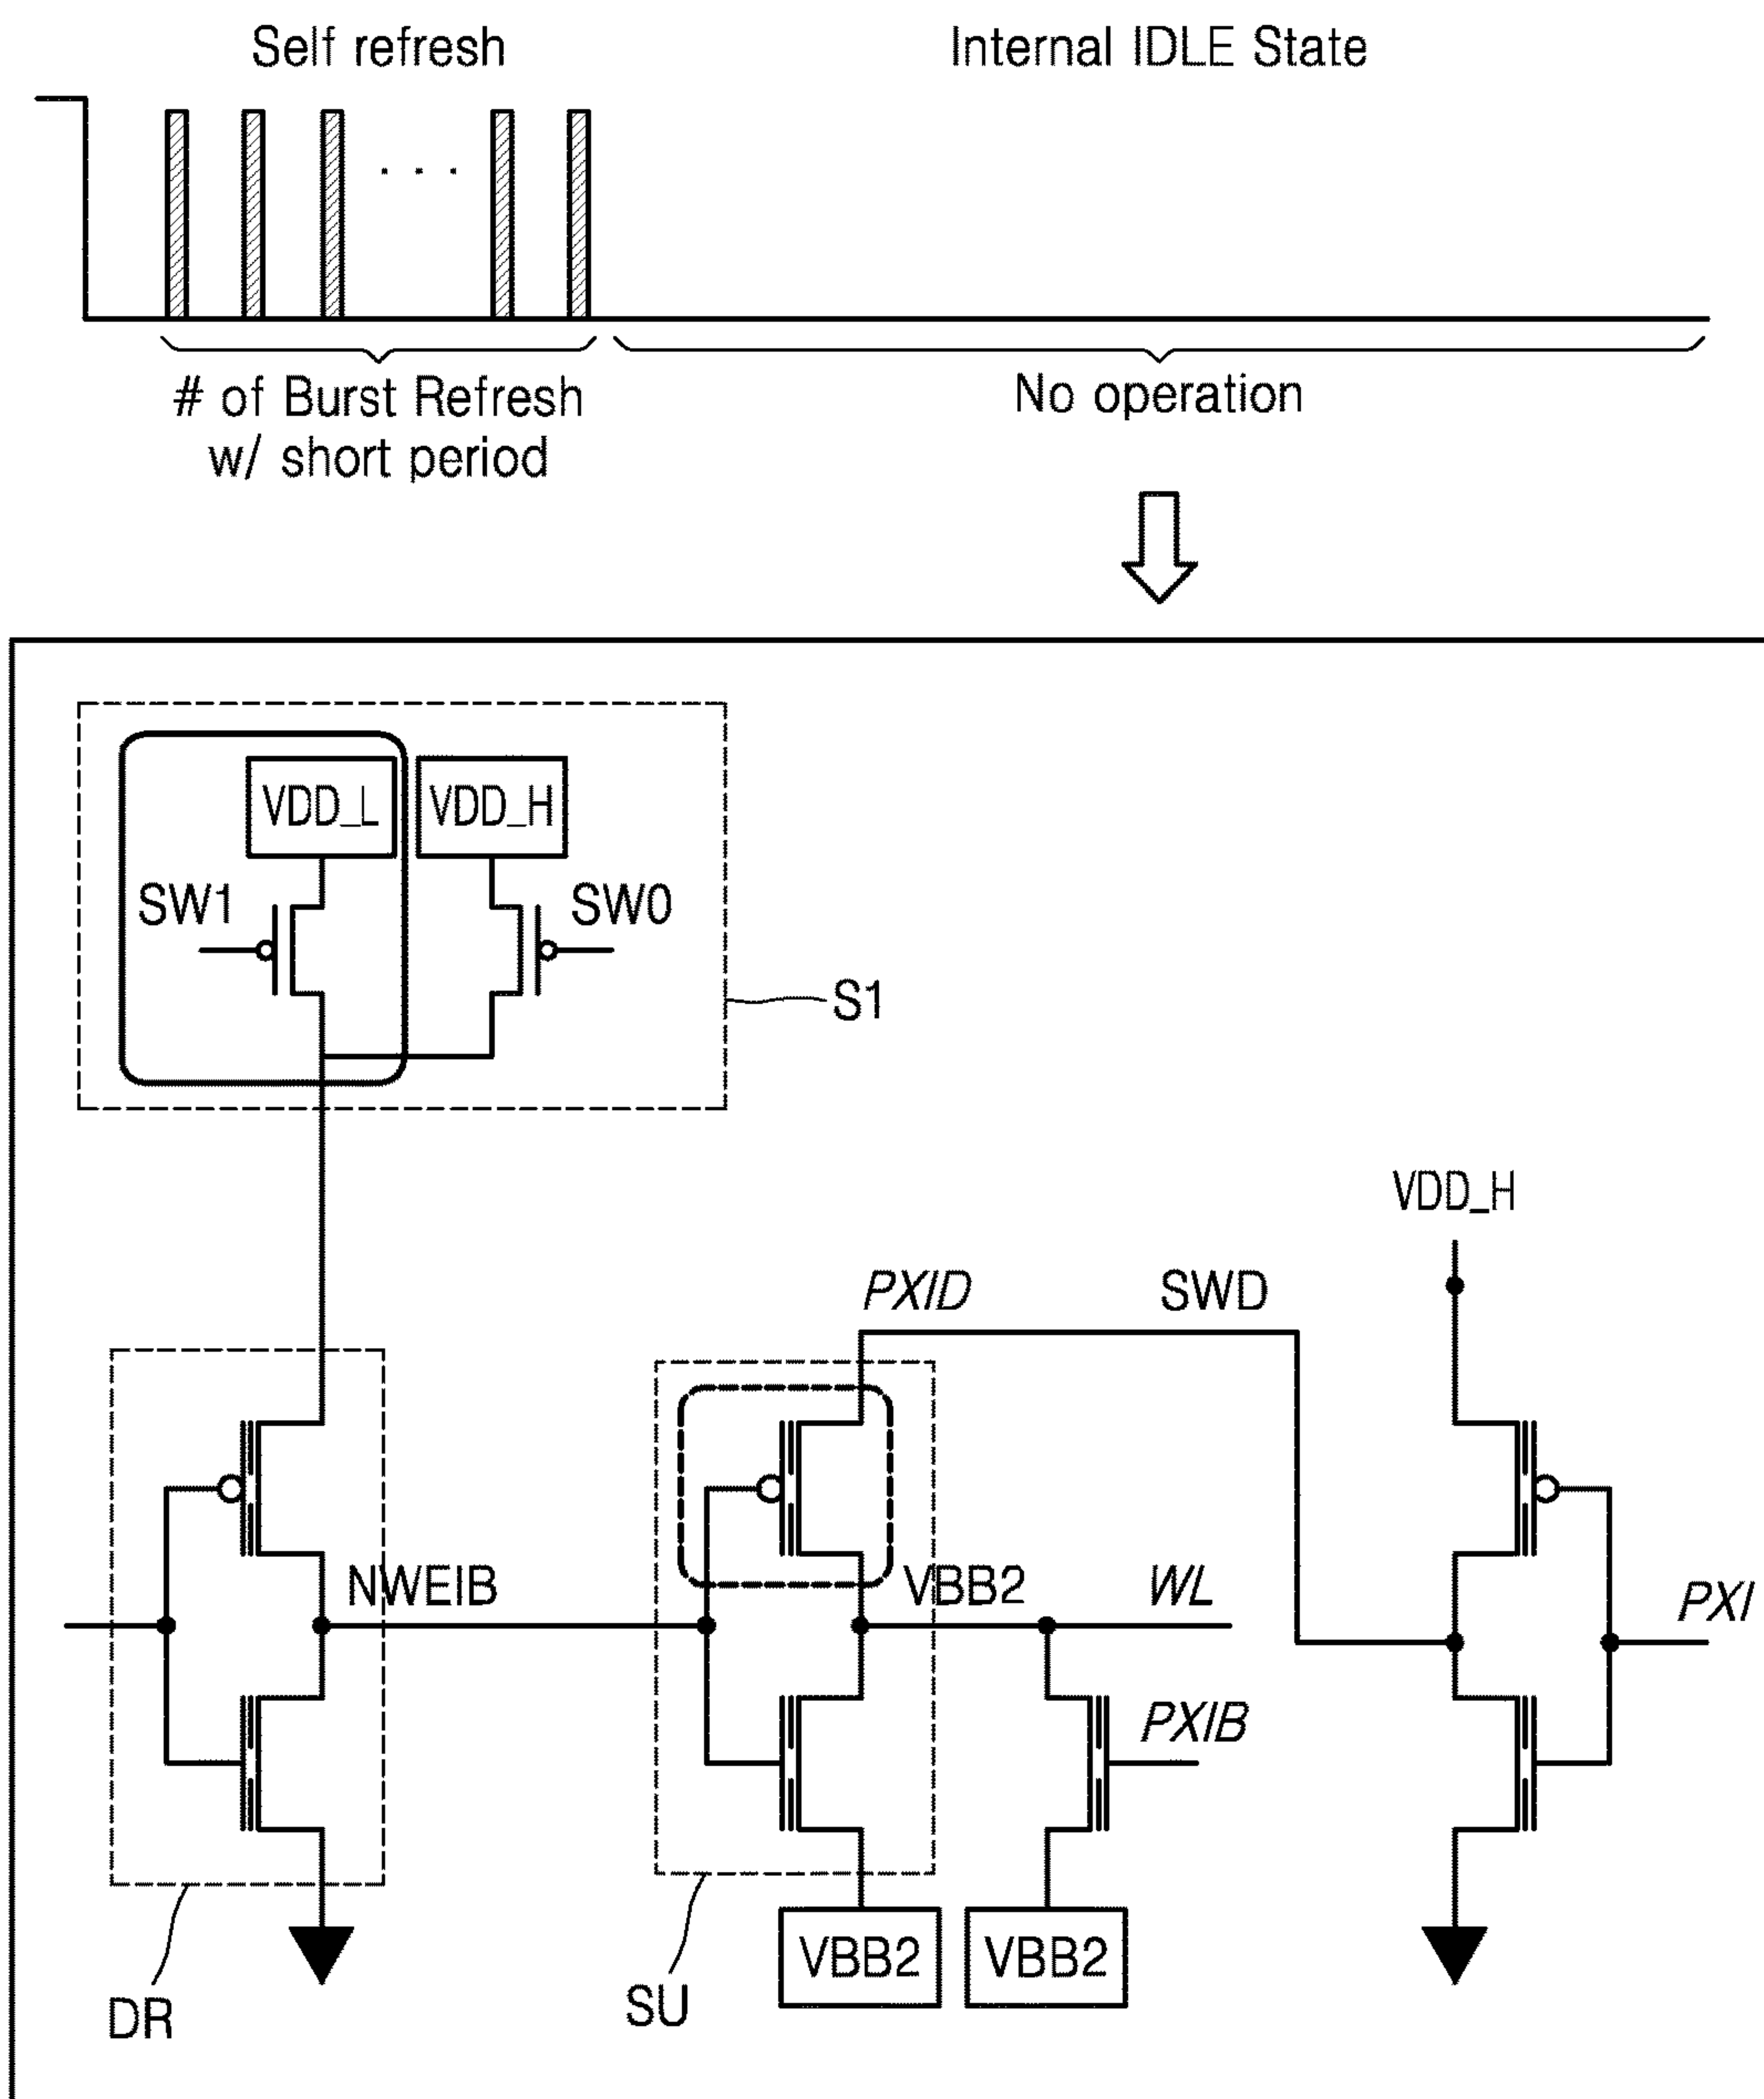 Self refresh
Internal IDLE State
. . .
# of Burst Refresh
w/ short period
No operation
VDD_L
VDD_H
SW1
SW0
S1
VDD_H
PXID
SWD
NWEIB
VBB2
WL
PXI
PXIB
VBB2
VBB2
DR
SU